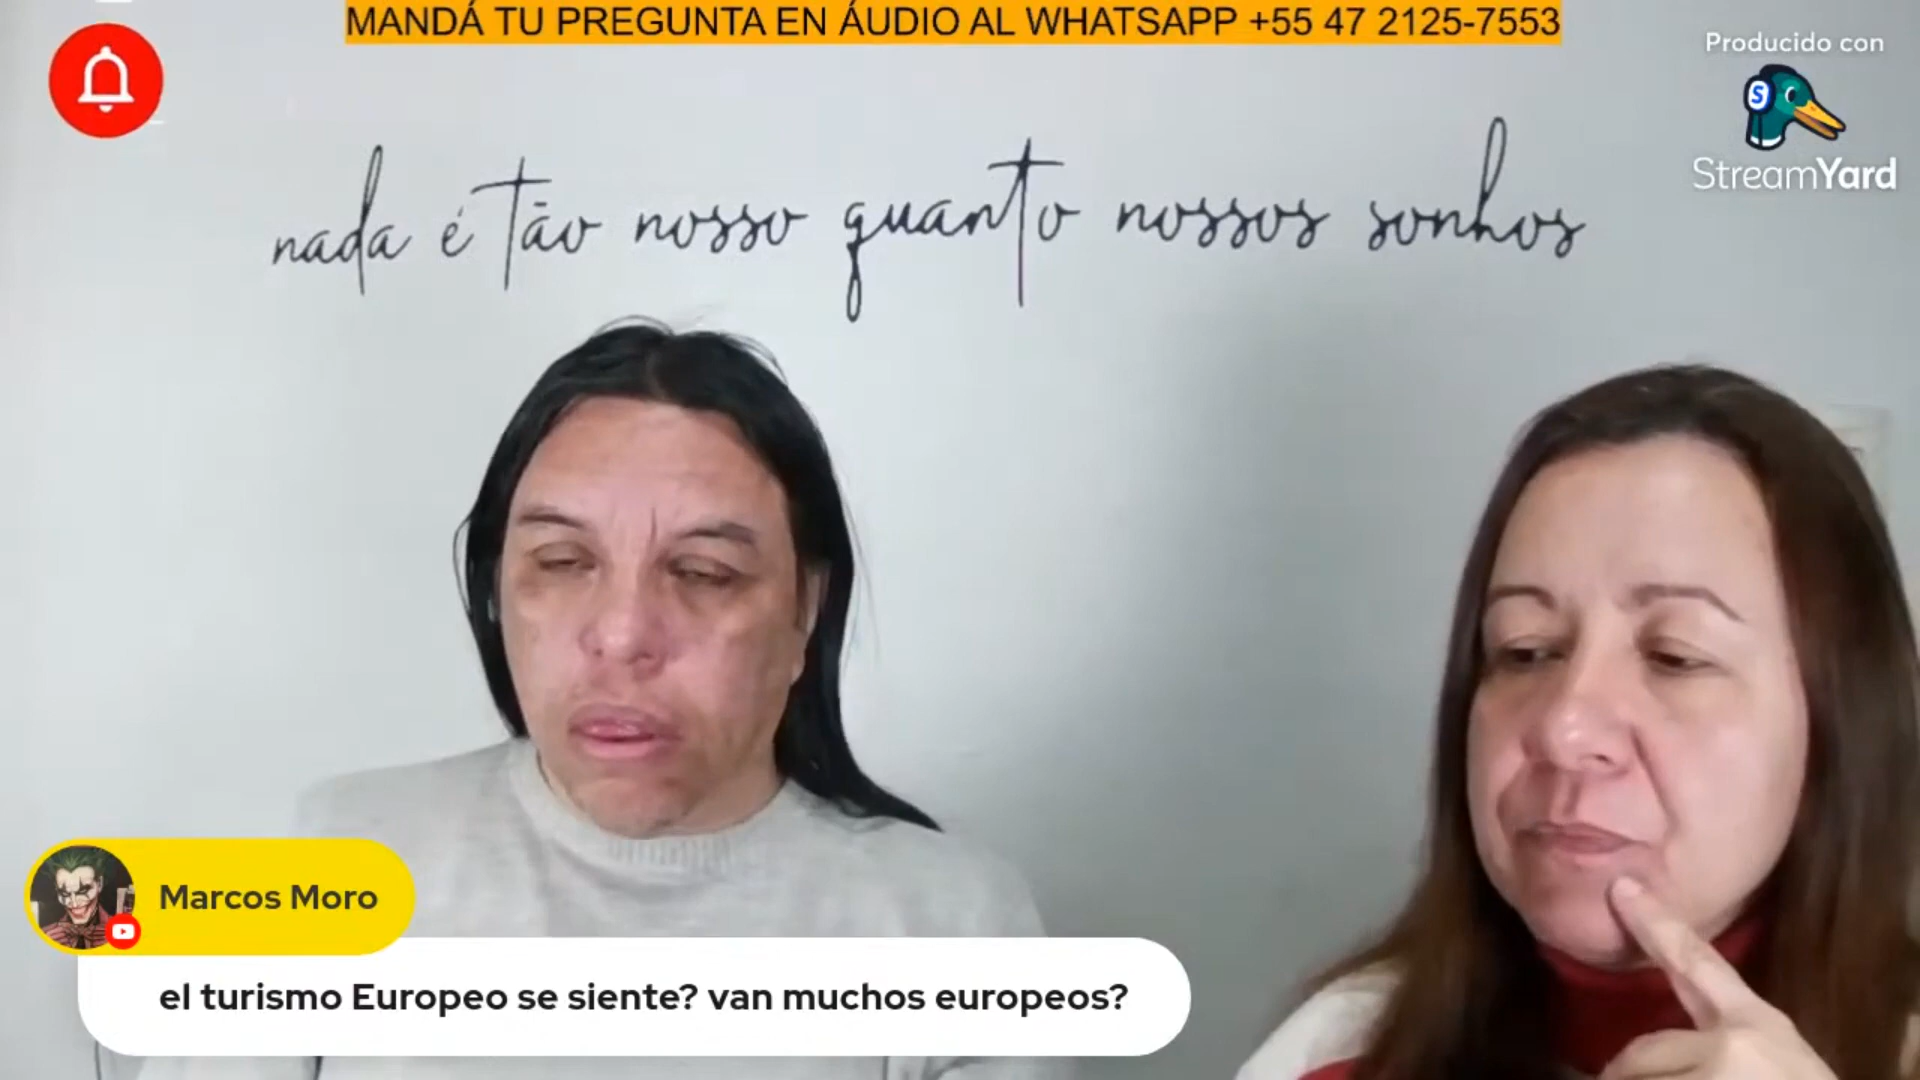 MANDÁ TU PREGUNTA EN ÁUDIO AL WHATSAPP +55 47 2125-7553
Producido con
S
StreamYard
nada é tão nosso quanto nossos sonhos
Marcos Moro
el turismo Europeo se siente? van muchos europeos?